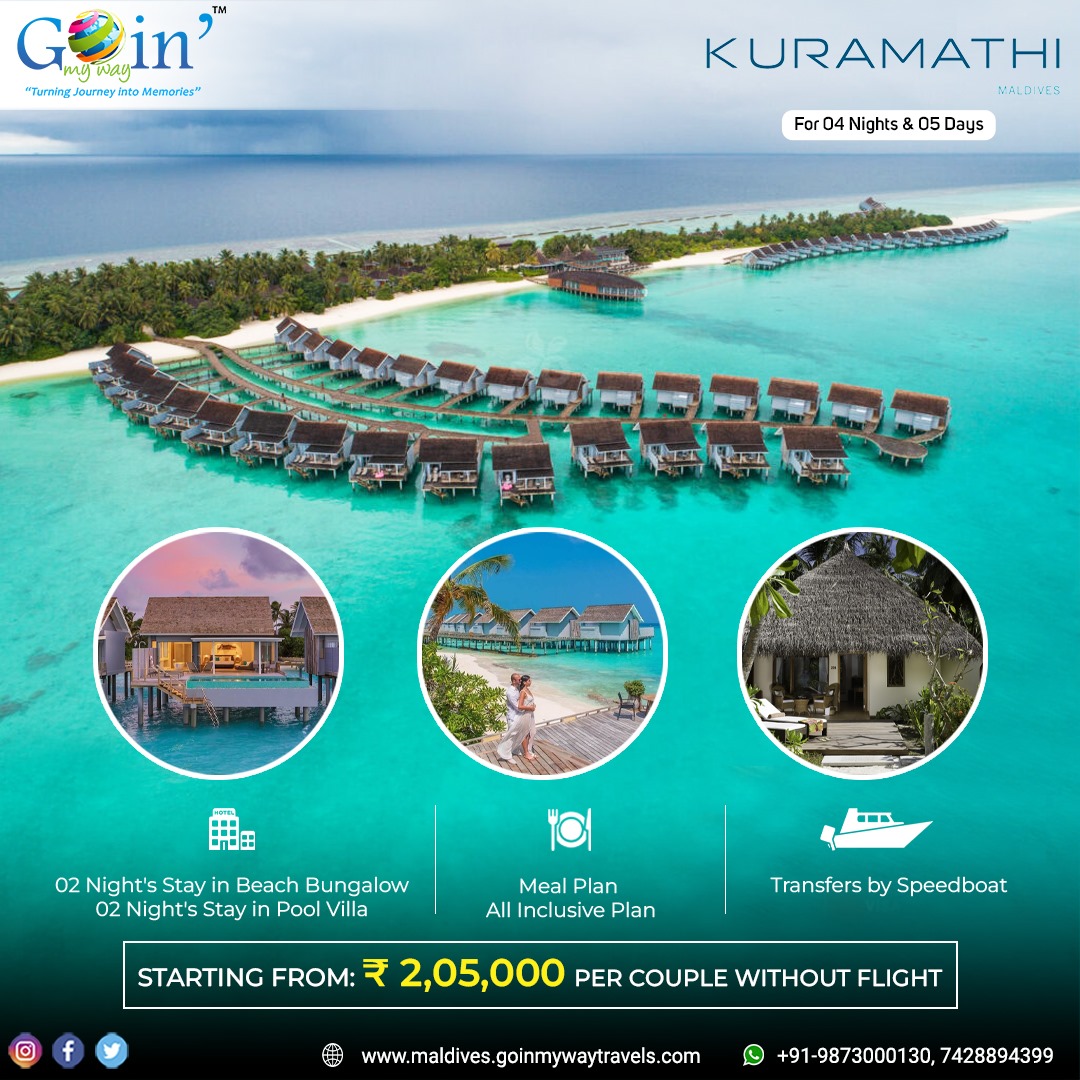 Goin'™
my way
"Turning Journey into Memories"
KURAMATHI
MALDIVES
For 04 Nights & 05 Days
HOTEL
02 Night's Stay in Beach Bungalow
02 Night's Stay in Pool Villa
Meal Plan
All Inclusive Plan
Transfers by Speedboat
STARTING FROM: ₹ 2,05,000 PER COUPLE WITHOUT FLIGHT
www.maldives.goinmywaytravels.com
+91-9873000130, 7428894399